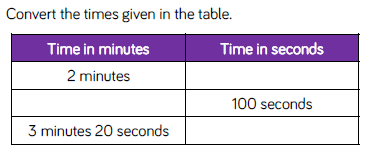 Convert the times given in the table.
Time in minutes Time in seconds
2 minutes
100 seconds
3 minutes 20 seconds